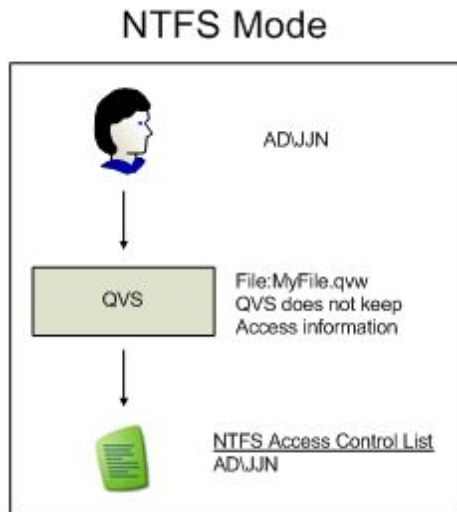 NTFS Mode
AD\JJN
QVS
File:MyFile.qvw
QVS does not keep
Access information
NTFS Access Control List
AD\JJN